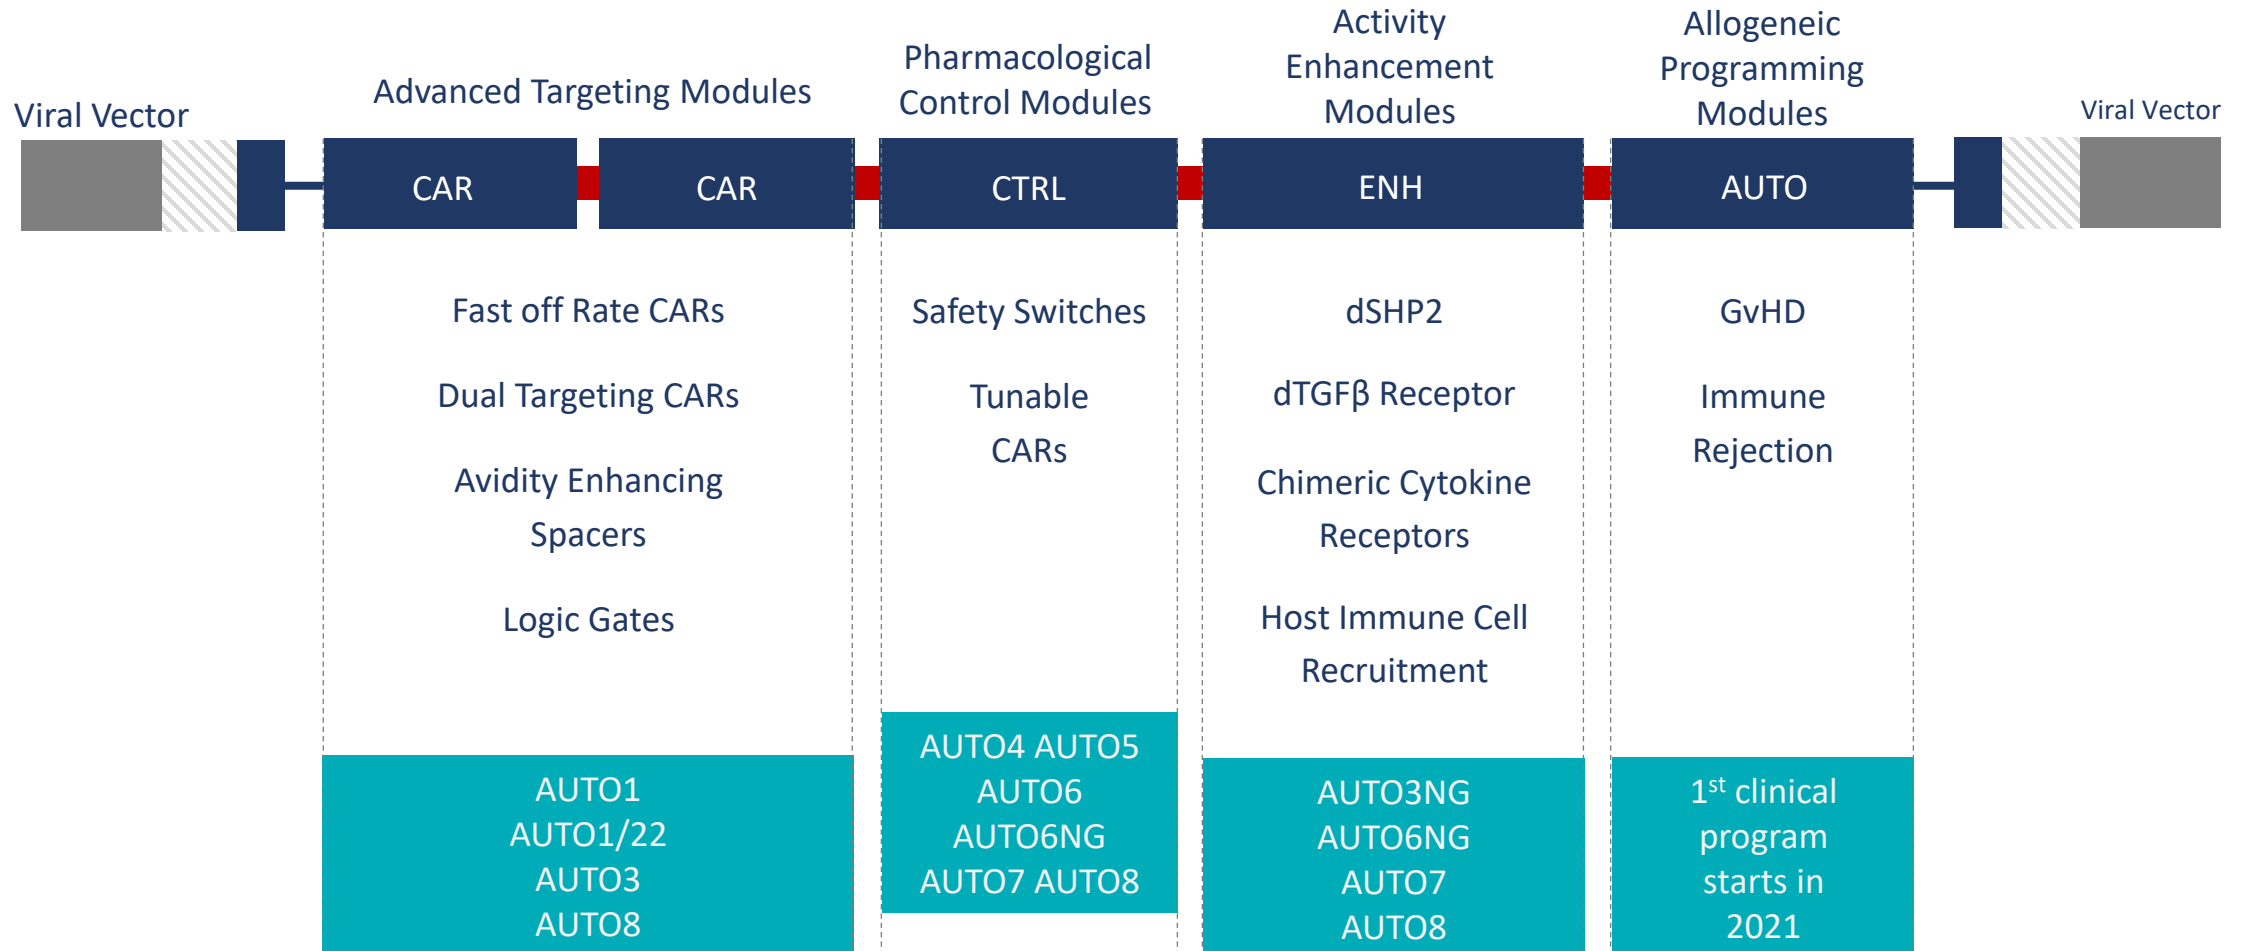 Viral Vector
Advanced Targeting Modules
Pharmacological
Control Modules
Activity
Enhancement
Modules
Allogeneic
Programming
Modules
Viral Vector
CAR
CAR
CTRL
ENH
AUTO
Fast off Rate CARs
Dual Targeting CARs
Avidity Enhancing
Spacers
Logic Gates
Safety Switches
Tunable
CARs
dSHP2
dTGFβ Receptor
Chimeric Cytokine
Receptors
Host Immune Cell
Recruitment
GvHD
Immune
Rejection
AUTO1
AUTO1/22
AUTO3
AUTO8
AUTO4 AUTO5
AUTO6
AUTO6NG
AUTO7 AUTO8
AUTO3NG
AUTO6NG
AUTO7
AUTO8
1st clinical
program
starts in
2021